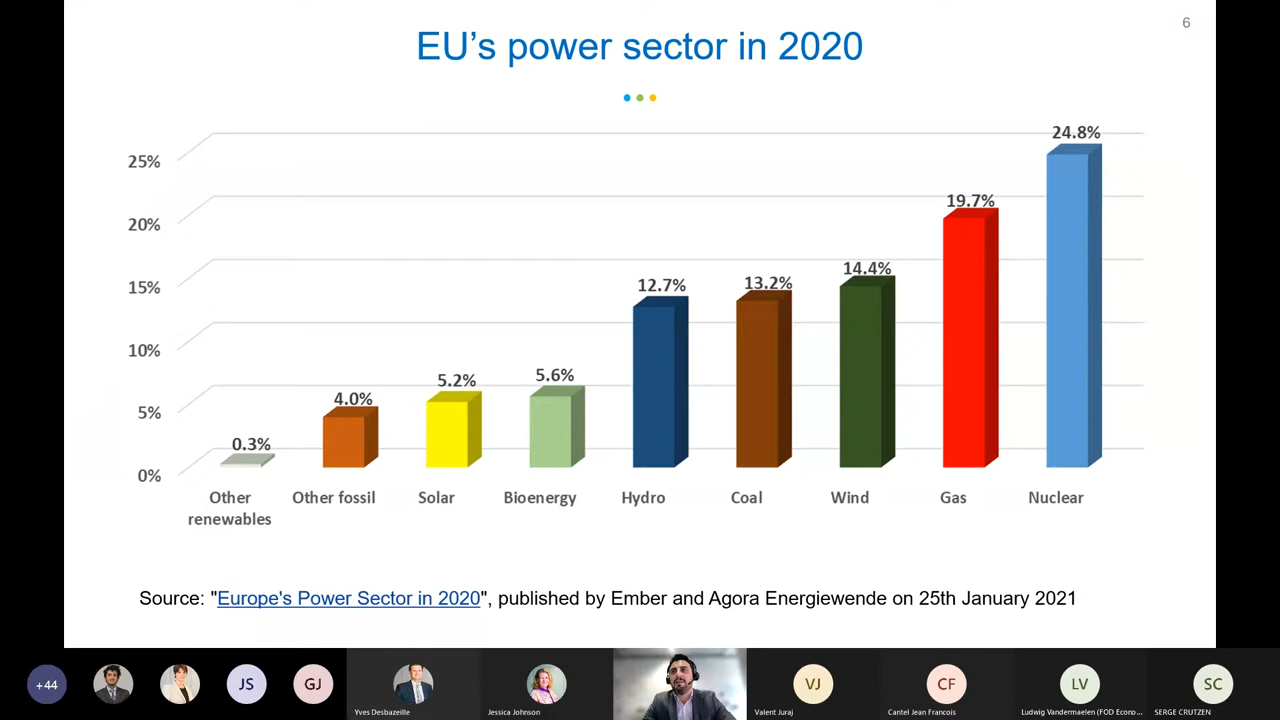 6
EU's power sector in 2020
25%
20%
15%
10%
5%
0%
0.3%
4.0%
5.2%
5.6%
12.7%
13.2%
14.4%
19.7%
24.8%
Other
renewables
Other fossil
Solar
Bioenergy
Hydro
Coal
Wind
Gas
Nuclear
Source: "Europe's Power Sector in 2020", published by Ember and Agora Energiewende on 25th January 2021
+44
JS
GJ
Yves Desbazeille
Jessica Johnson
VJ
Valent Juraj
CF
Cantel Jean Francois
LV
Ludwig Vandermaelen (FOD Econo...
SC
SERGE CRUTZEN